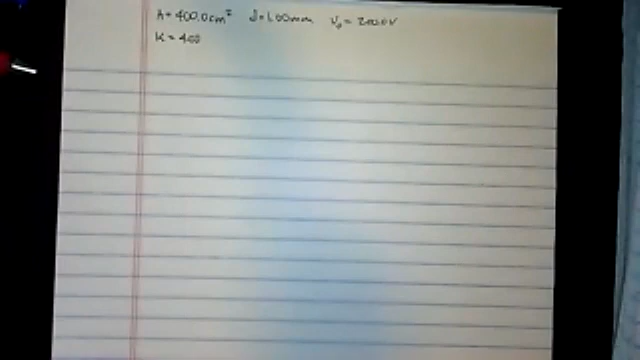 A = 400.0cm² d = 1.00mm V₀ = 200.0V
K = 4.00